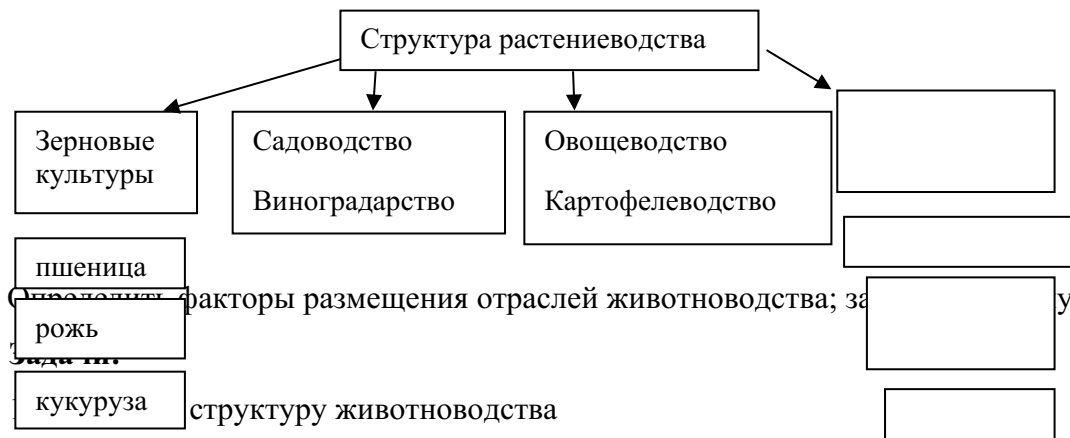 Структура растениеводства
Зерновые
культуры
Садоводство
Виноградарство
Овощеводство
Картофелеводство
пшеница
факторы размещения отраслей животноводства;
рожь
кукуруза
структуру животноводства